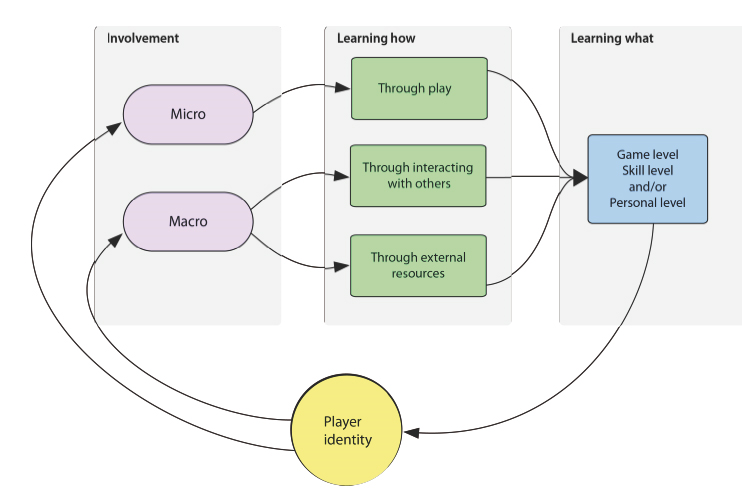 Involvement
Learning how
Learning what
Micro
Macro
Through play
Through interacting
with others
Through external
resources
Game level
Skill level
and/or
Personal level
Player
identity